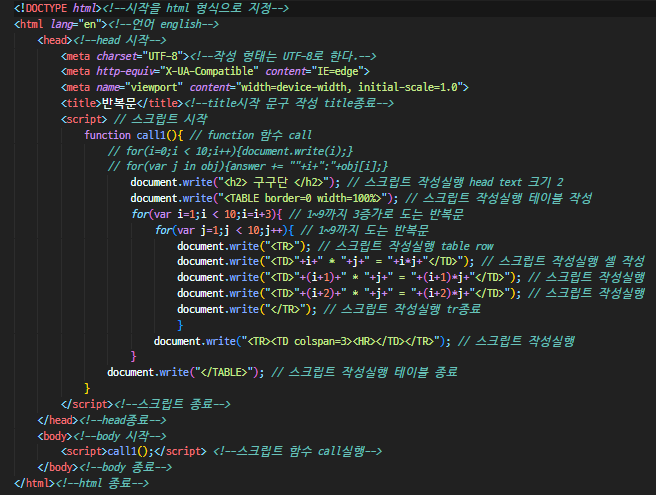 <!DOCTYPE html><!--시작을 html 형식으로 지정-->
<html lang="en"><!--언어 english-->
<head><!--head 시작-->
<meta charset="UTF-8"><!--작성 형태는 UTF-8로 한다.-->
<meta http-equiv="X-UA-Compatible" content="IE=edge">
<meta name="viewport" content="width=device-width, initial-scale=1.0">
<title>반복문</title><!--title시작 문구 작성 title종료-->
<script> // 스크립트 시작
function call1(){ // function 함수 call
// for(i=0;i < 10;i++){document.write(i);}
// for(var j in obj){answer += ""+i+":"+obj[i];}
document.write("<h2> 구구단 </h2>"); // 스크립트 작성실행 head text 크기 2
document.write("<TABLE border=0 width=100%>"); // 스크립트 작성실행 테이블 작성
for(var i=1;i < 10;i=i+3){ // 1~9까지 3증가로 도는 반복문
for(var j=1;j < 10;j++){ // 1~9까지 도는 반복문
document.write("<TR>"); // 스크립트 작성실행 table row
document.write("<TD>"+i+" * "+j+" = "+i*j+"</TD>"); // 스크립트 작성실행 셀 작성
document.write("<TD>"+(i+1)+" * "+j+" = "+(i+1)*j+"</TD>"); // 스크립트 작성실행
document.write("<TD>"+(i+2)+" * "+j+" = "+(i+2)*j+"</TD>"); // 스크립트 작성실행
document.write("</TR>"); // 스크립트 작성실행 tr종료
}
document.write("<TR><TD colspan=3><HR></TD></TR>"); // 스크립트 작성실행
}
document.write("</TABLE>"); // 스크립트 작성실행 테이블 종료
}
</script><!--스크립트 종료-->
</head><!--head종료-->
<body><!--body 시작-->
<script>call1();</script> <!--스크립트 함수 call실행-->
</body><!--body 종료-->
</html><!--html 종료-->